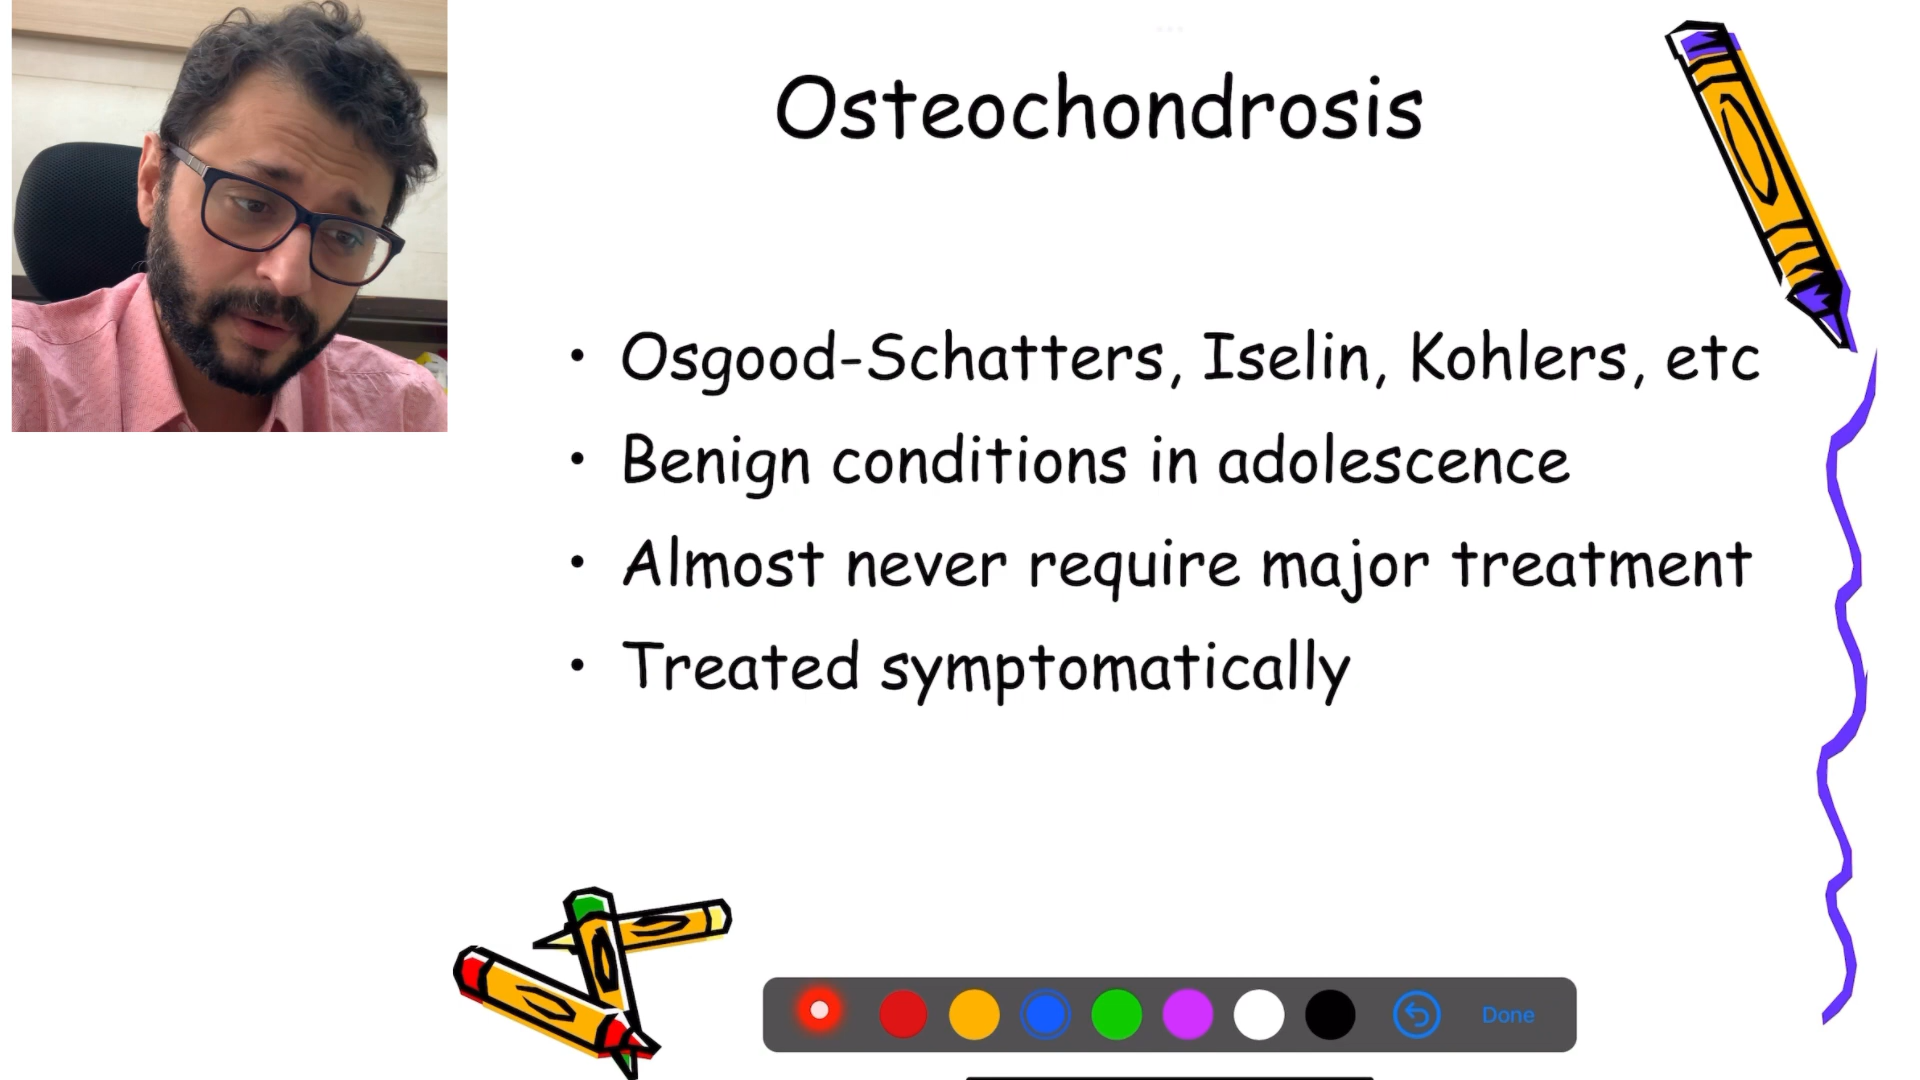 Osteochondrosis
• Osgood-Schatters, Iselin, Kohlers, etc
• Benign conditions in adolescence
• Almost never require major treatment
• Treated symptomatically
Done